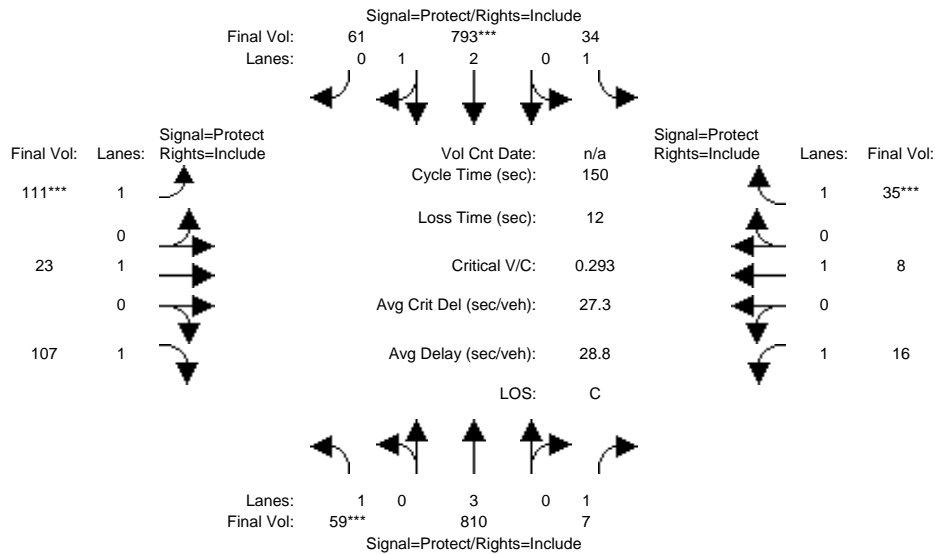 Signal=Protect/Rights=Include
Final Vol: 61 793*** 34
Lanes: 0 1 2 0 1
Signal=Protect
Final Vol: Lanes: Rights=Include
Vol Cnt Date: n/a
Signal=Protect
Rights=Include Lanes: Final Vol:
Cycle Time (sec): 150
111*** 1
1 35***
Loss Time (sec): 12
0
0
23 1
Critical V/C: 0.293
1 8
0
Avg Crit Del (sec/veh): 27.3
0
107 1
Avg Delay (sec/veh): 28.8
1 16
LOS: C
Lanes: 1 0 3 0 1
Final Vol: 59*** 810 7
Signal=Protect/Rights=Include